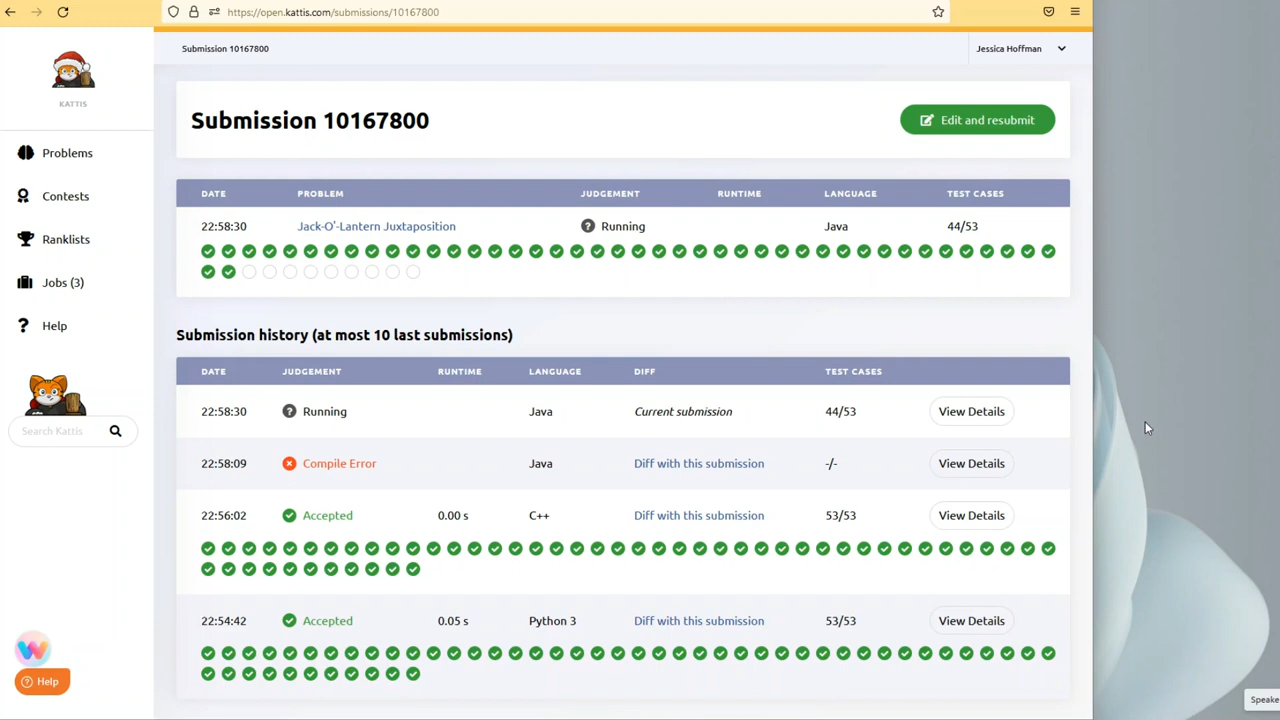 https://open.kattis.com/submissions/10167800
Submission 10167800
Jessica Hoffman
KATTIS
Problems
Contests
Ranklists
Jobs (3)
Help
Search Kattis
Help
Submission 10167800
Edit and resubmit
DATE PROBLEM JUDGEMENT RUNTIME LANGUAGE TEST CASES
22:58:30 Jack-O'-Lantern Juxtaposition Running Java 44/53
Submission history (at most 10 last submissions)
DATE JUDGEMENT RUNTIME LANGUAGE DIFF TEST CASES
22:58:30 Running Java Current submission 44/53 View Details
22:58:09 Compile Error Java Diff with this submission -/- View Details
22:56:02 Accepted 0.00 s C++ Diff with this submission 53/53 View Details
22:54:42 Accepted 0.05 s Python 3 Diff with this submission 53/53 View Details
Speake